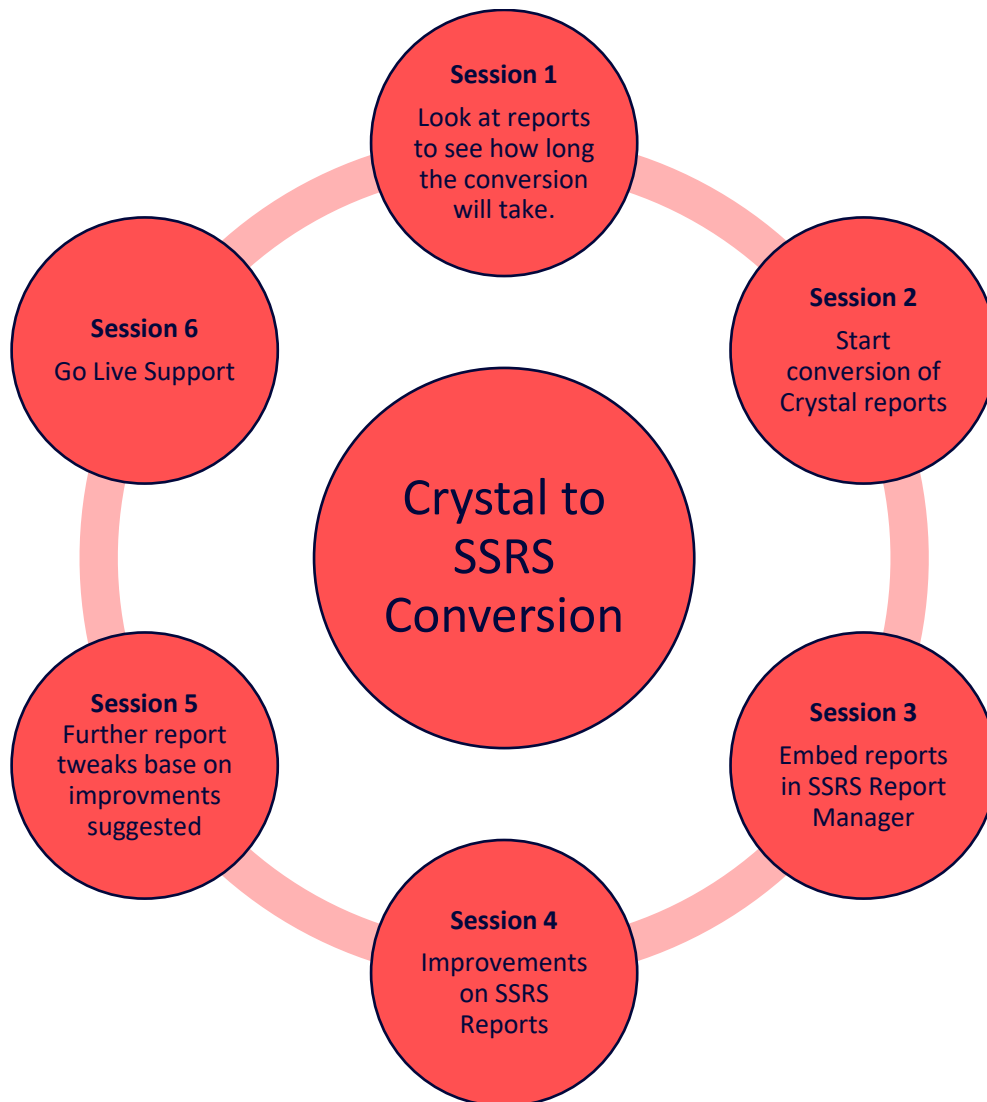 Session 1
Look at reports
to see how long
the conversion
will take.
Session 2
Start
conversion of
Crystal reports
Session 3
Embed reports
in SSRS Report
Manager
Session 4
Improvements
on SSRS
Reports
Session 5
Further report
tweaks base on
improvments
suggested
Session 6
Go Live Support
Crystal to
SSRS
Conversion